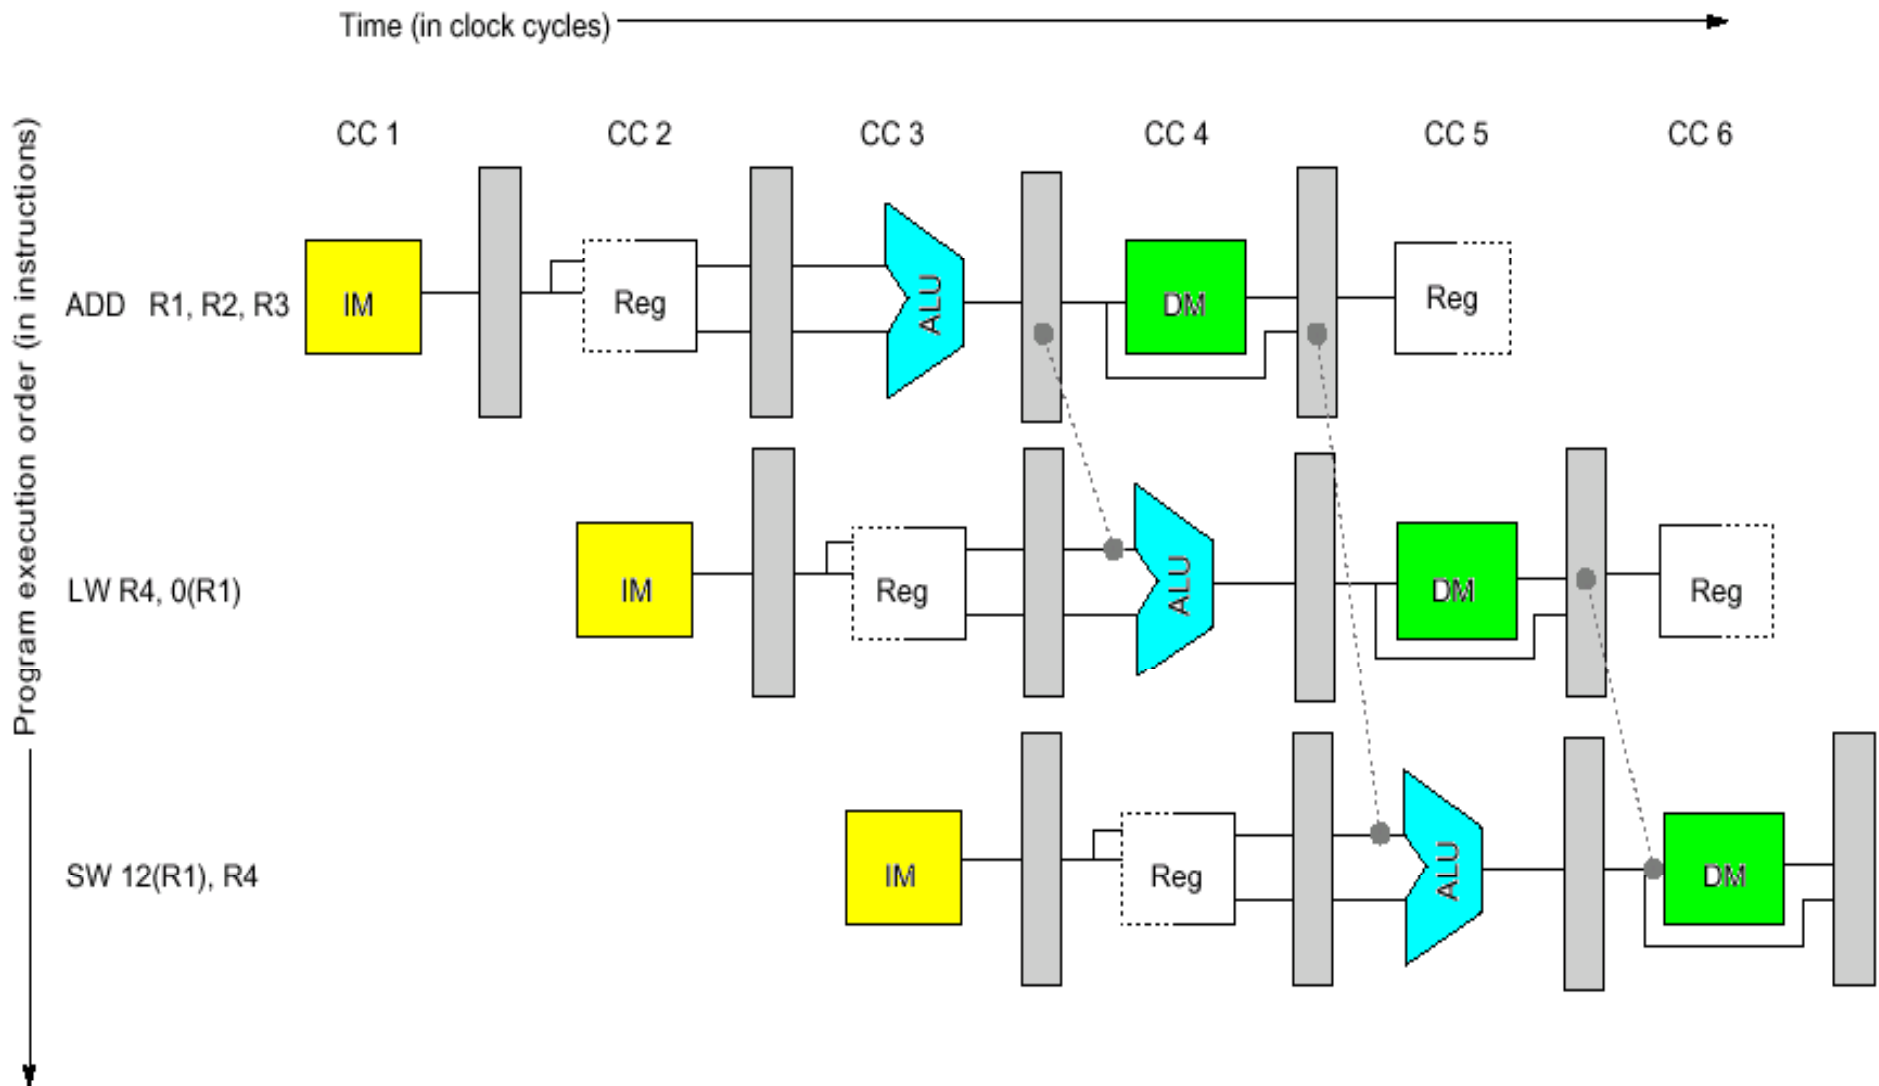 Time (in clock cycles)
CC 1 CC 2 CC 3 CC 4 CC 5 CC 6
Program execution order (in instructions)
ADD R1, R2, R3 IM Reg ALU DM Reg
LW R4, 0(R1) IM Reg ALU DM Reg
SW 12(R1), R4 IM Reg ALU DM